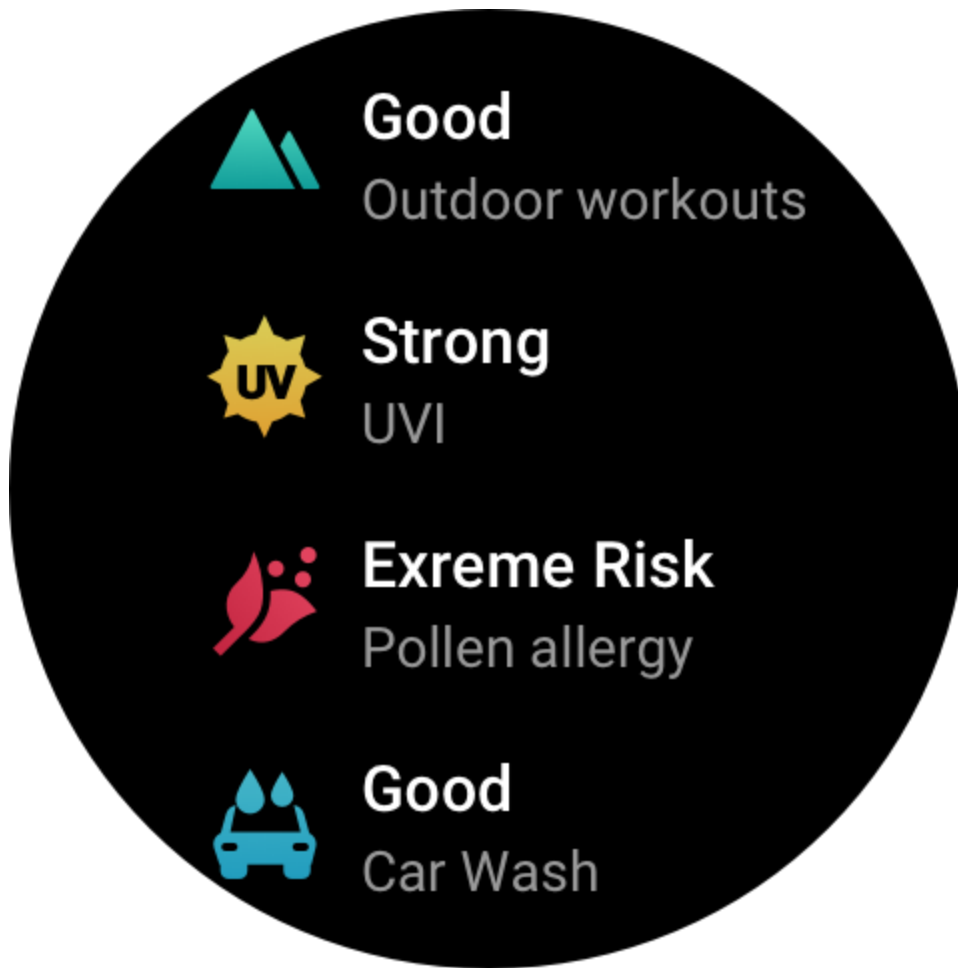 Good
Outdoor workouts
UV
Strong
UVI
Exreme Risk
Pollen allergy
Good
Car Wash